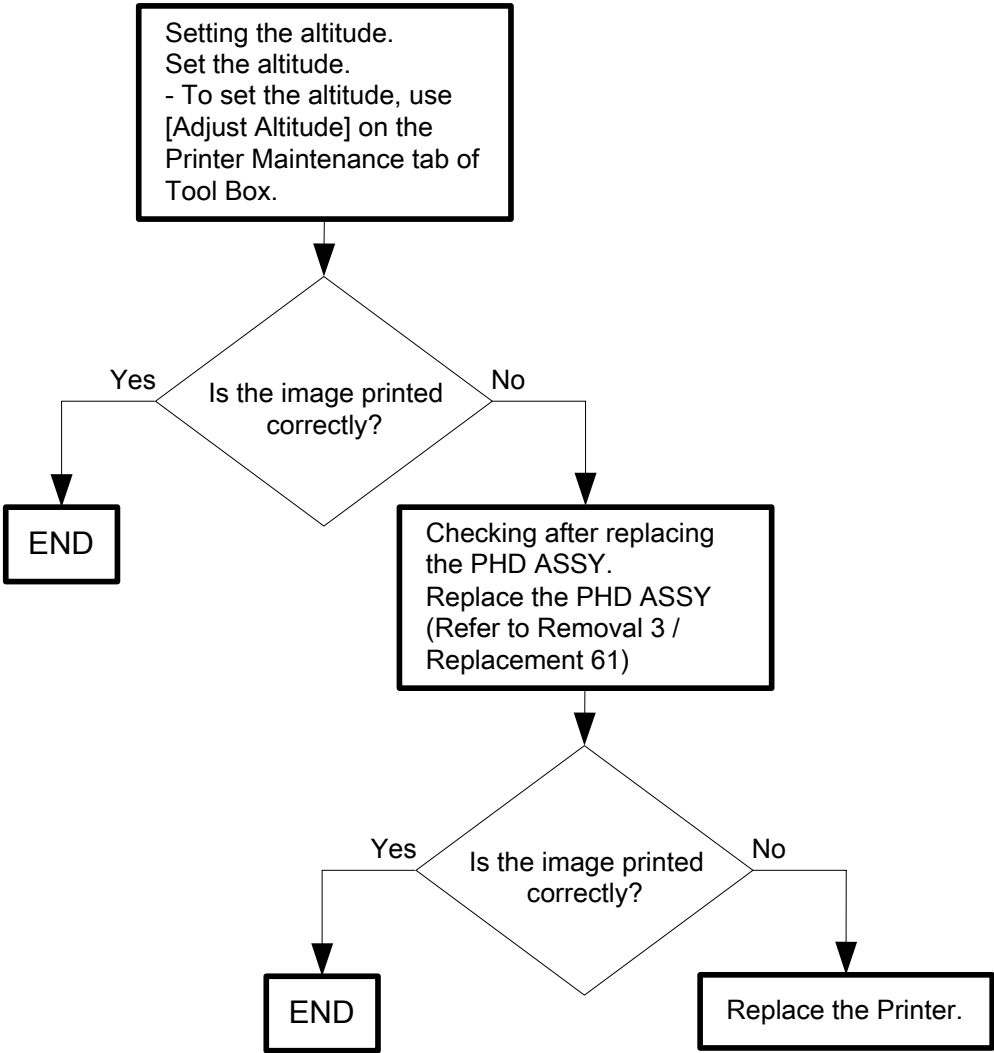 Setting the altitude.
Set the altitude.
- To set the altitude, use
[Adjust Altitude] on the
Printer Maintenance tab of
Tool Box.
Yes
No
Is the image printed
correctly?
END
Checking after replacing
the PHD ASSY.
Replace the PHD ASSY
(Refer to Removal 3 /
Replacement 61)
Yes
No
Is the image printed
correctly?
END
Replace the Printer.